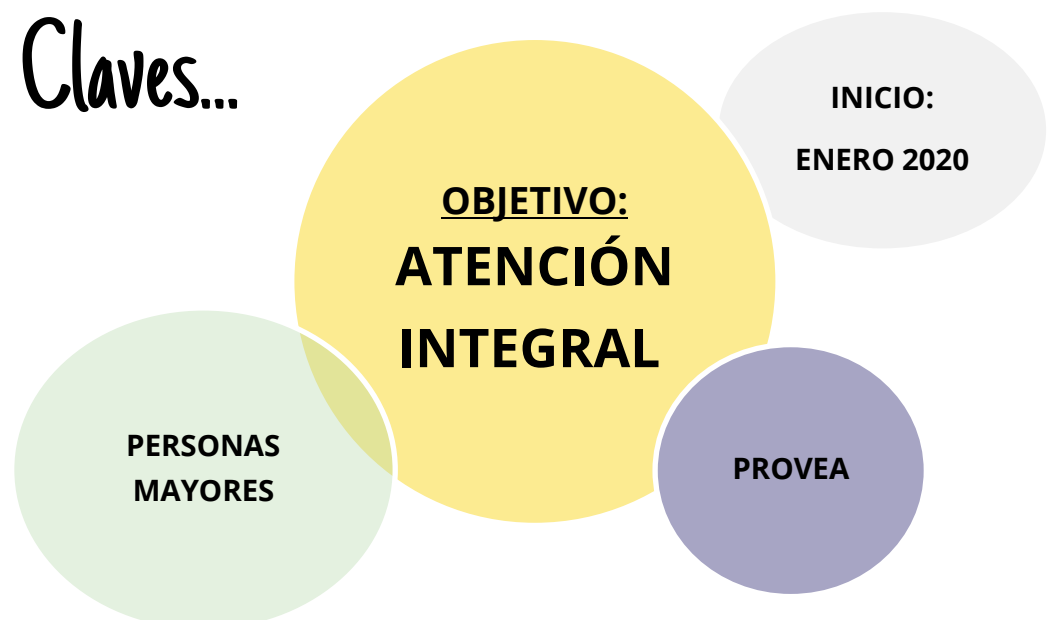 Claves...
INICIO:
ENERO 2020
OBJETIVO:
ATENCIÓN
INTEGRAL
PERSONAS
MAYORES
PROVEA